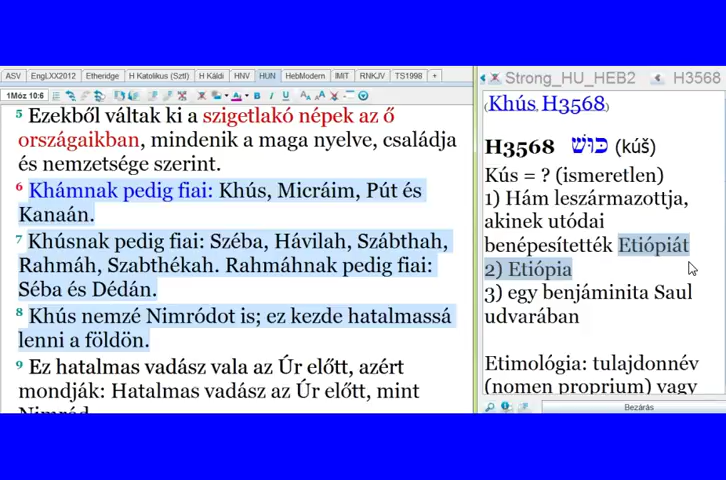 ASV EngLXX2012 Etheridge H Katolikus (Sztl) H Káldi HNV HUN HebModern IMIT RNKJV TS1998 +
1Móz 10:6
5 Ezekből váltak ki a szigetlakó népek az ő
országaikban, mindenik a maga nyelve, családja
és nemzetsége szerint.
6 Khámnak pedig fiai: Khús, Micráim, Pút és
Kanaán.
7 Khúsnak pedig fiai: Széba, Hávilah, Szábthah,
Rahmáh, Szabthékah. Rahmáhnak pedig fiai:
Séba és Dédán.
8 Khús nemzé Nimródot is; ez kezde hatalmassá
lenni a földön.
9 Ez hatalmas vadász vala az Úr előtt, azért
mondják: Hatalmas vadász az Úr előtt, mint
Nimród
Strong_HU_HEB2 H3568
(Khús, H3568)
H3568 כּוּשׁ (kúš)
Kús = ? (ismeretlen)
1) Hám leszármazottja,
akinek utódai
benépesítették Etiópiát
2) Etiópia
3) egy benjáminita Saul
udvarában
Etimológia: tulajdonnév
(nomen proprium) vagy
Bezárás